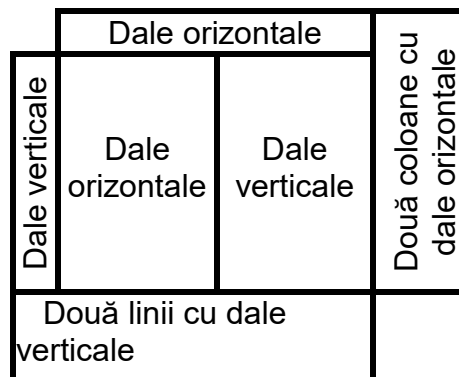 Dale orizontale
Dale verticale
Dale
orizontale
Dale
verticale
Două coloane cu
dale orizontale
Două linii cu dale
verticale